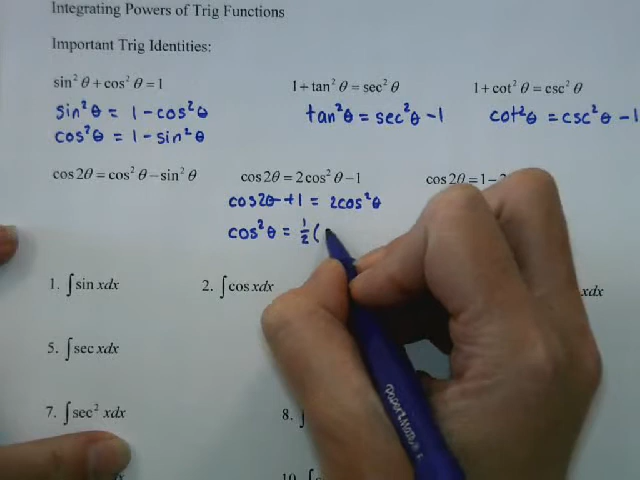 Integrating Powers of Trig Functions
Important Trig Identities:
sin² θ + cos² θ = 1
1 + tan² θ = sec² θ
1 + cot² θ = csc² θ
sin²θ = 1 - cos²θ
tan²θ = sec²θ - 1
cot²θ = csc²θ - 1
cos²θ = 1 - sin²θ
cos 2θ = cos² θ − sin² θ
cos 2θ = 2cos² θ − 1
cos 2θ = 1 −
cos2θ + 1 = 2cos²θ
cos²θ = ½ (
1. ∫ sin xdx
2. ∫ cos xdx
xdx
5. ∫ sec xdx
7. ∫ sec² xdx
8. ∫
10. ∫